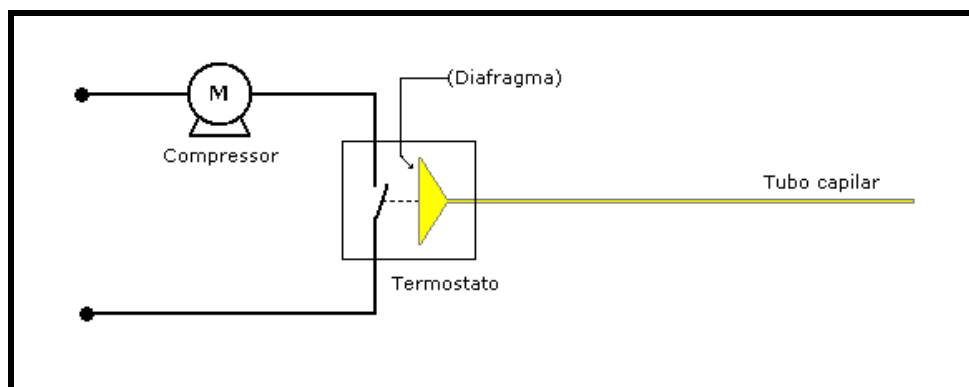 (Diafragma)
M
Compressor
Tubo capilar
Termostato